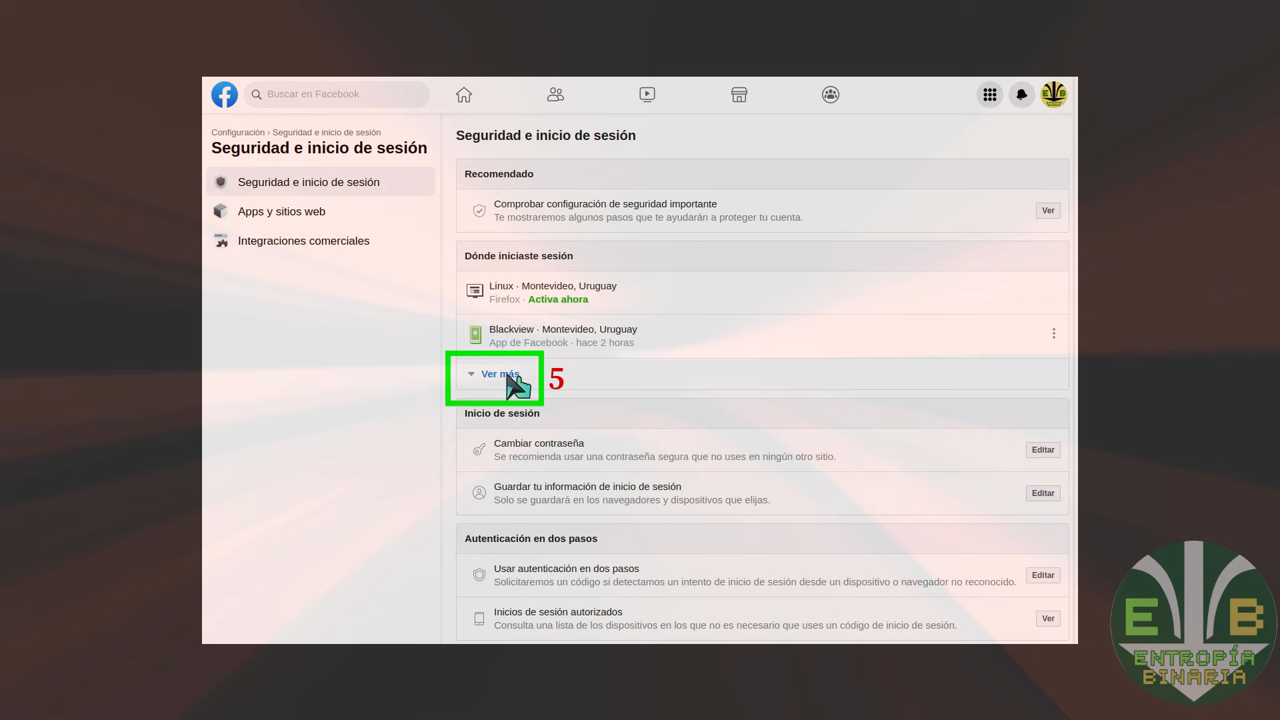 Buscar en Facebook
E B
Configuración › Seguridad e inicio de sesión
Seguridad e inicio de sesión
Seguridad e inicio de sesión
Apps y sitios web
Integraciones comerciales
Seguridad e inicio de sesión
Recomendado
Comprobar configuración de seguridad importante
Te mostraremos algunos pasos que te ayudarán a proteger tu cuenta.
Ver
Dónde iniciaste sesión
Linux · Montevideo, Uruguay
Firefox · Activa ahora
Blackview · Montevideo, Uruguay
App de Facebook · hace 2 horas
Ver más
5
Inicio de sesión
Cambiar contraseña
Se recomienda usar una contraseña segura que no uses en ningún otro sitio.
Editar
Guardar tu información de inicio de sesión
Solo se guardará en los navegadores y dispositivos que elijas.
Editar
Autenticación en dos pasos
Usar autenticación en dos pasos
Solicitaremos un código si detectamos un intento de inicio de sesión desde un dispositivo o navegador no reconocido.
Editar
Inicios de sesión autorizados
Consulta una lista de los dispositivos en los que no es necesario que uses un código de inicio de sesión.
Ver
E B
ENTROPÍA
BINARIA